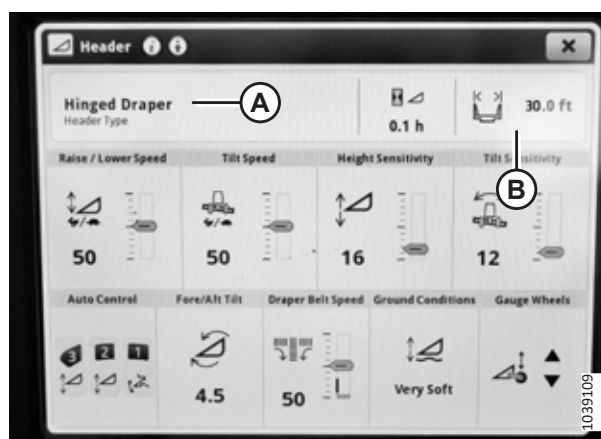 Header
Hinged Draper
Header Type
A
0.1 h
30.0 ft
B
Raise / Lower Speed
Tilt Speed
Height Sensitivity
Tilt Sensitivity
50
50
16
12
Auto Control
Fore/Aft Tilt
Draper Belt Speed
Ground Conditions
Gauge Wheels
3 2 1
4.5
50
Very Soft
1039109